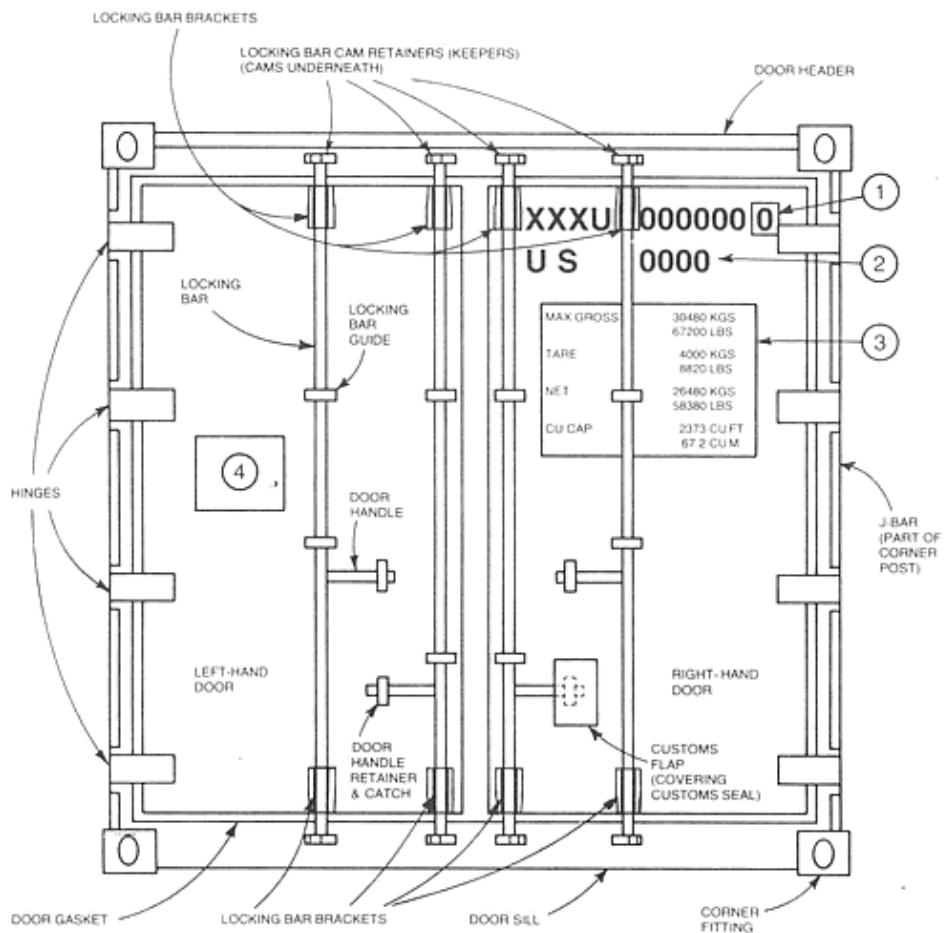 LOCKING BAR BRACKETS
LOCKING BAR CAM RETAINERS (KEEPERS)
(CAMS UNDERNEATH)
DOOR HEADER
XXXU 000000 0
1
US 0000
2
LOCKING
BAR
LOCKING
BAR
GUIDE
MAX GROSS 30480 KGS
67200 LBS
TARE 4000 KGS
8820 LBS
NET 26480 KGS
58380 LBS
CU CAP 2373 CU FT
67.2 CU M
3
4
HINGES
DOOR
HANDLE
J-BAR
(PART OF
CORNER
POST)
LEFT-HAND
DOOR
RIGHT-HAND
DOOR
DOOR
HANDLE
RETAINER
& CATCH
CUSTOMS
FLAP
(COVERING
CUSTOMS SEAL)
DOOR GASKET
LOCKING BAR BRACKETS
DOOR SILL
CORNER
FITTING